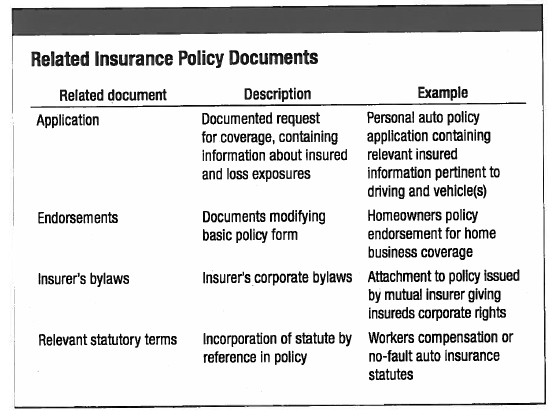 Related Insurance Policy Documents
Related document Description Example
Application Documented request Personal auto policy
for coverage, containing application containing
information about insured relevant insured
and loss exposures information pertinent to
driving and vehicle(s)
Endorsements Documents modifying Homeowners policy
basic policy form endorsement for home
business coverage
Insurer's bylaws Insurer's corporate bylaws Attachment to policy issued
by mutual insurer giving
insureds corporate rights
Relevant statutory terms Incorporation of statute by Workers compensation or
reference in policy no-fault auto insurance
statutes